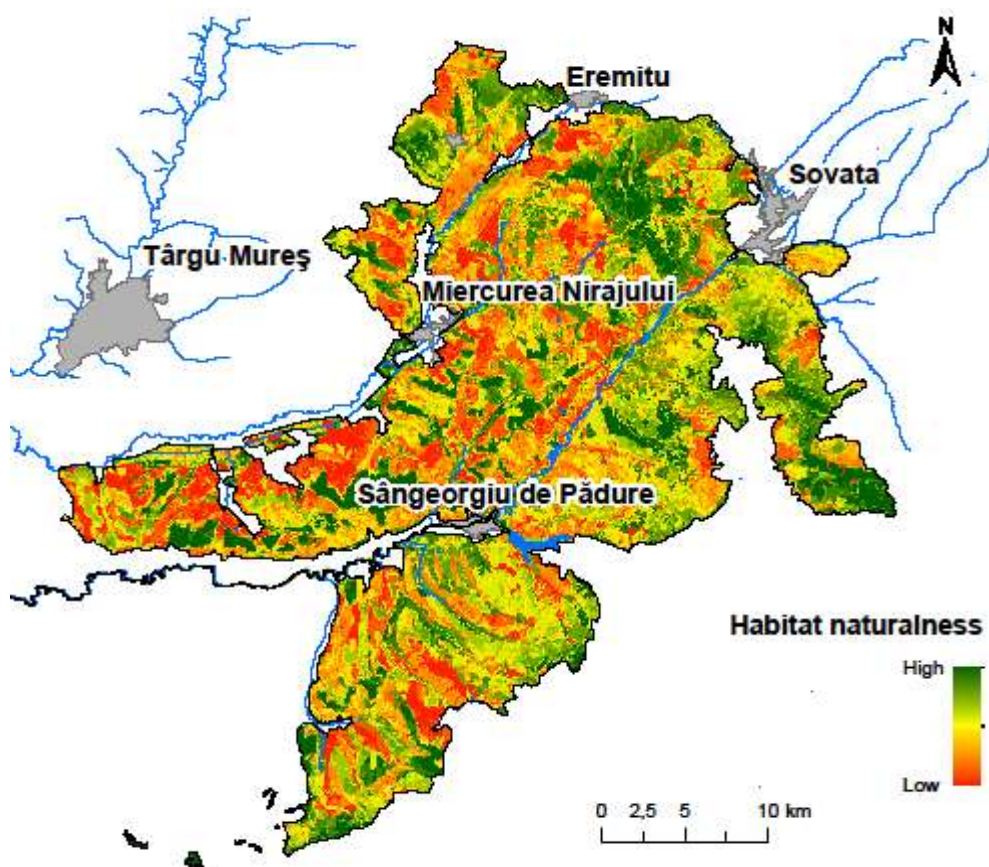 N
Eremitu
Sovata
Târgu Mureş
Miercurea Nirajului
Sângeorgiu de Pădure
Habitat naturalness
High
Low
0 2,5 5 10 km